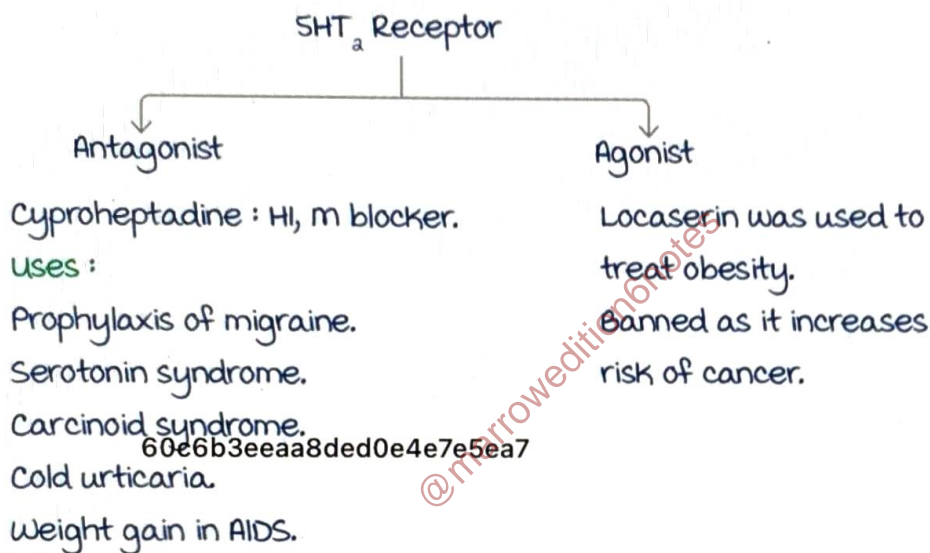 5HT₂ Receptor
Antagonist
Agonist
Cyproheptadine : H1, m blocker.
uses :
Prophylaxis of migraine.
Serotonin syndrome.
Carcinoid syndrome.
60e6b3eeaa8ded0e4e7e5ea7
Cold urticaria.
Weight gain in AIDS.
Locaserin was used to
treat obesity.
Banned as it increases
risk of cancer.
@marrowedition6notes